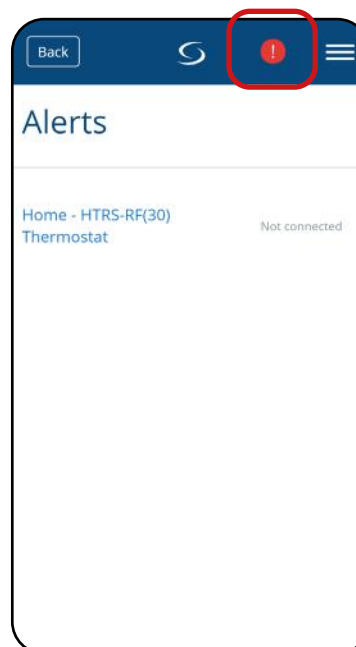 Back
!
Alerts
Home - HTRS-RF(30)
Thermostat
Not connected